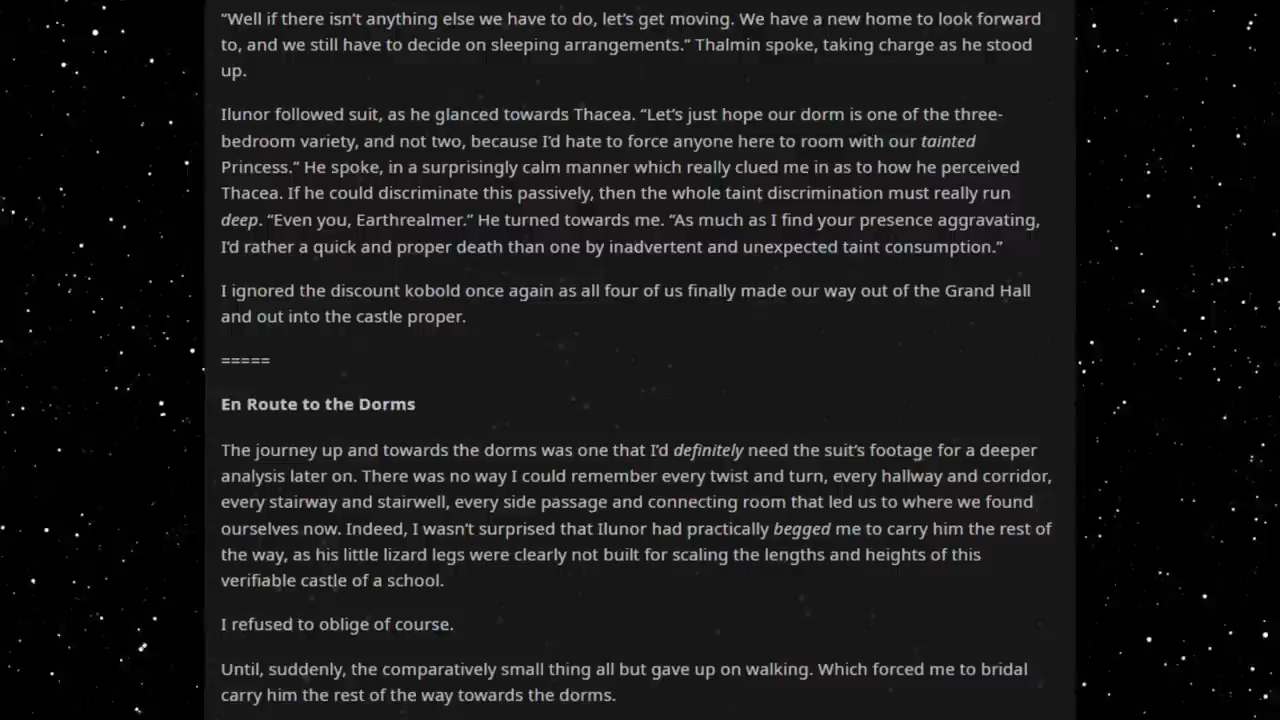 “Well if there isn’t anything else we have to do, let’s get moving. We have a new home to look forward
to, and we still have to decide on sleeping arrangements.” Thalmin spoke, taking charge as he stood
up.
Ilunor followed suit, as he glanced towards Thacea. “Let’s just hope our dorm is one of the three-
bedroom variety, and not two, because I’d hate to force anyone here to room with our tainted
Princess.” He spoke, in a surprisingly calm manner which really clued me in as to how he perceived
Thacea. If he could discriminate this passively, then the whole taint discrimination must really run
deep. “Even you, Earthrealmer.” He turned towards me. “As much as I find your presence aggravating,
I’d rather a quick and proper death than one by inadvertent and unexpected taint consumption.”
I ignored the discount kobold once again as all four of us finally made our way out of the Grand Hall
and out into the castle proper.
=====
En Route to the Dorms
The journey up and towards the dorms was one that I’d definitely need the suit’s footage for a deeper
analysis later on. There was no way I could remember every twist and turn, every hallway and corridor,
every stairway and stairwell, every side passage and connecting room that led us to where we found
ourselves now. Indeed, I wasn’t surprised that Ilunor had practically begged me to carry him the rest of
the way, as his little lizard legs were clearly not built for scaling the lengths and heights of this
verifiable castle of a school.
I refused to oblige of course.
Until, suddenly, the comparatively small thing all but gave up on walking. Which forced me to bridal
carry him the rest of the way towards the dorms.